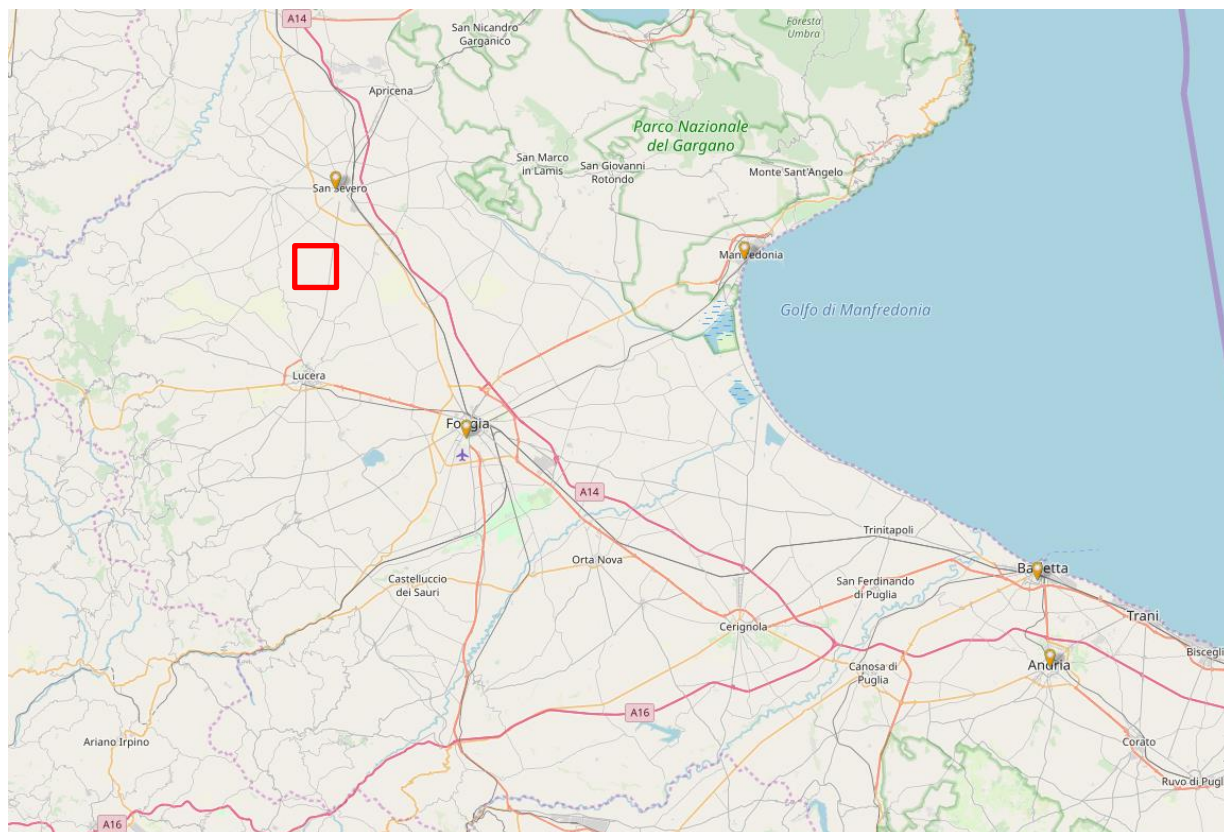 A14
San Nicandro
Garganico
Foresta
Umbra
Apricena
Parco Nazionale
del Gargano
San Marco
in Lamis
San Giovanni
Rotondo
Monte Sant'Angelo
San Severo
Manfredonia
Golfo di Manfredonia
Lucera
Foggia
A14
Trinitapoli
Orta Nova
Barletta
Castelluccio
dei Sauri
San Ferdinando
di Puglia
Trani
Cerignola
Biscegli
Andria
Canosa di
Puglia
A16
Ariano Irpino
Corato
Ruvo di Pugl
A16